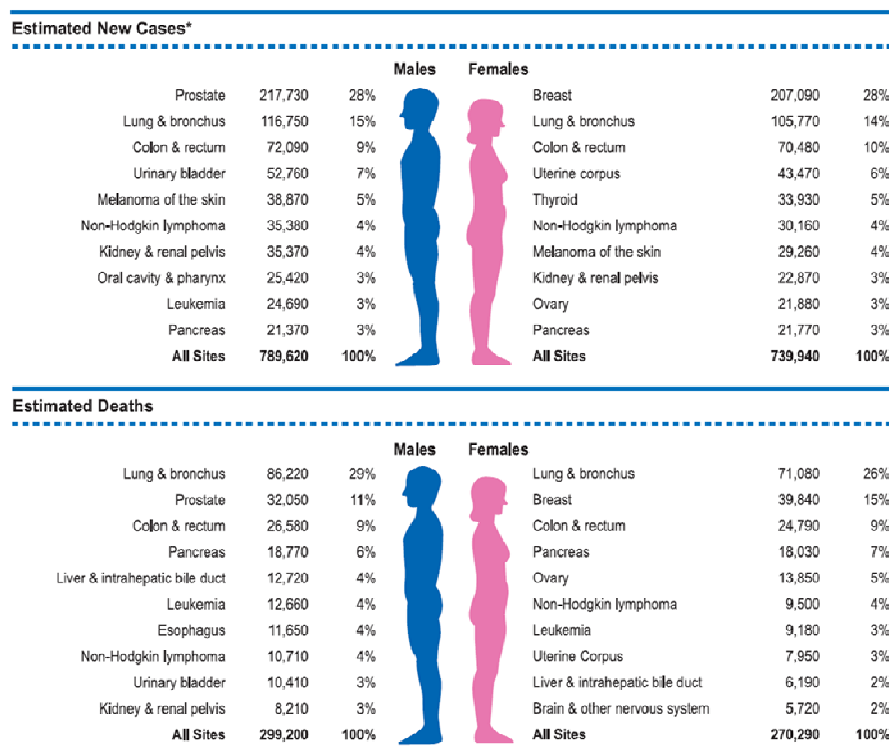 Estimated New Cases*
Males Females
Prostate 217,730 28% Breast 207,090 28%
Lung & bronchus 116,750 15% Lung & bronchus 105,770 14%
Colon & rectum 72,090 9% Colon & rectum 70,480 10%
Urinary bladder 52,760 7% Uterine corpus 43,470 6%
Melanoma of the skin 38,870 5% Thyroid 33,930 5%
Non-Hodgkin lymphoma 35,380 4% Non-Hodgkin lymphoma 30,160 4%
Kidney & renal pelvis 35,370 4% Melanoma of the skin 29,260 4%
Oral cavity & pharynx 25,420 3% Kidney & renal pelvis 22,870 3%
Leukemia 24,690 3% Ovary 21,880 3%
Pancreas 21,370 3% Pancreas 21,770 3%
All Sites 789,620 100% All Sites 739,940 100%
Estimated Deaths
Males Females
Lung & bronchus 86,220 29% Lung & bronchus 71,080 26%
Prostate 32,050 11% Breast 39,840 15%
Colon & rectum 26,580 9% Colon & rectum 24,790 9%
Pancreas 18,770 6% Pancreas 18,030 7%
Liver & intrahepatic bile duct 12,720 4% Ovary 13,850 5%
Leukemia 12,660 4% Non-Hodgkin lymphoma 9,500 4%
Esophagus 11,650 4% Leukemia 9,180 3%
Non-Hodgkin lymphoma 10,710 4% Uterine Corpus 7,950 3%
Urinary bladder 10,410 3% Liver & intrahepatic bile duct 6,190 2%
Kidney & renal pelvis 8,210 3% Brain & other nervous system 5,720 2%
All Sites 299,200 100% All Sites 270,290 100%